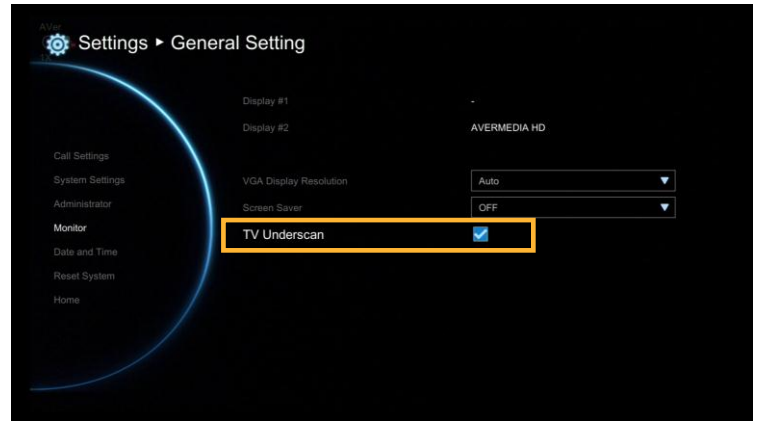 AVer
Settings ▸ General Setting
Display #1 -
Display #2 AVERMEDIA HD
Call Settings
System Settings
VGA Display Resolution Auto
Administrator
Screen Saver OFF
Monitor
TV Underscan
Date and Time
Reset System
Home